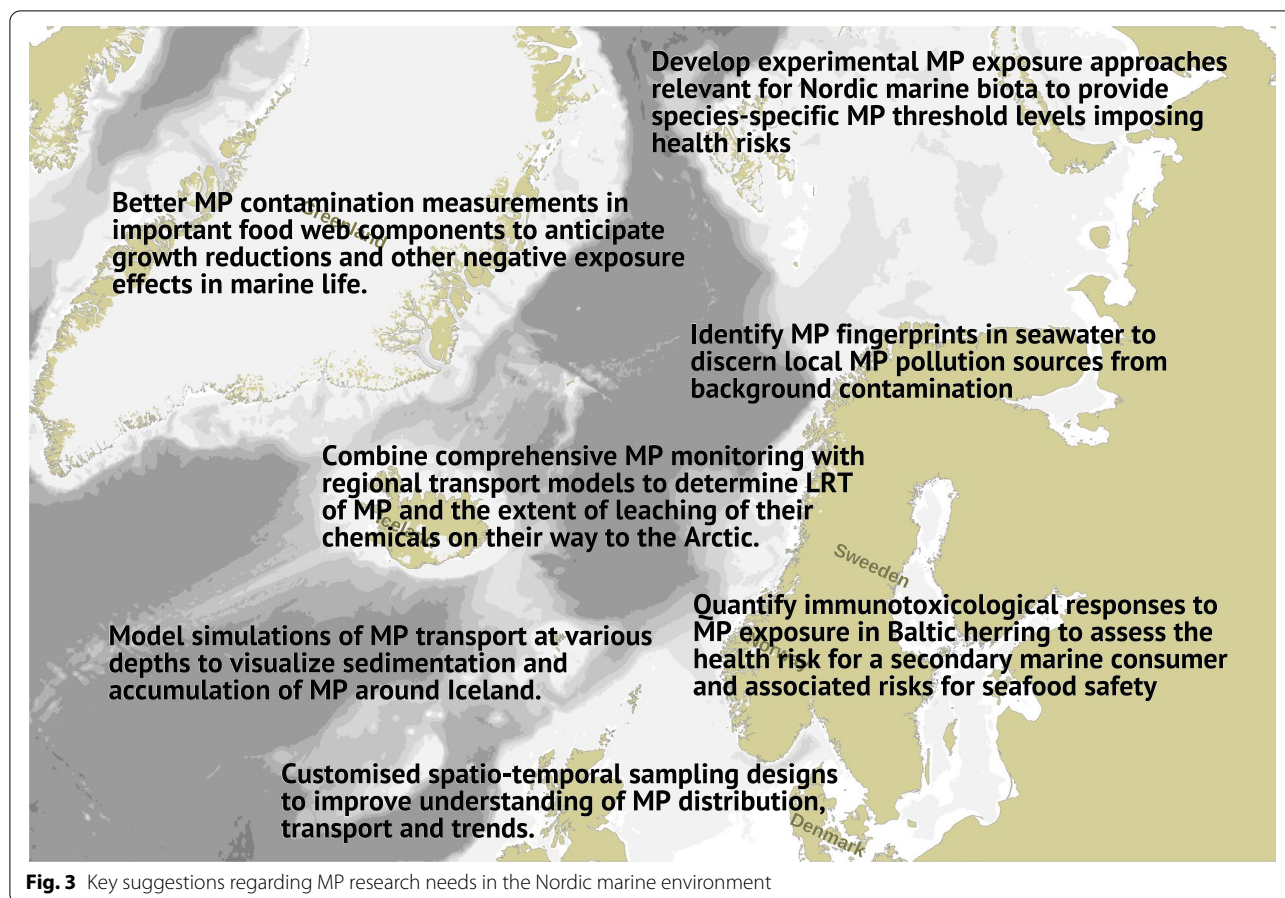 Develop experimental MP exposure approaches
relevant for Nordic marine biota to provide
species-specific MP threshold levels imposing
health risks
Better MP contamination measurements in
important food web components to anticipate
growth reductions and other negative exposure
effects in marine life.
Greenland
Identify MP fingerprints in seawater to
discern local MP pollution sources from
background contamination
Combine comprehensive MP monitoring with
regional transport models to determine LRT
of MP and the extent of leaching of their
chemicals on their way to the Arctic.
Iceland
Sweeden
Quantify immunotoxicological responses to
MP exposure in Baltic herring to assess the
health risk for a secondary marine consumer
and associated risks for seafood safety
Norway
Model simulations of MP transport at various
depths to visualize sedimentation and
accumulation of MP around Iceland.
Customised spatio-temporal sampling designs
to improve understanding of MP distribution,
transport and trends.
Denmark
Fig. 3 Key suggestions regarding MP research needs in the Nordic marine environment